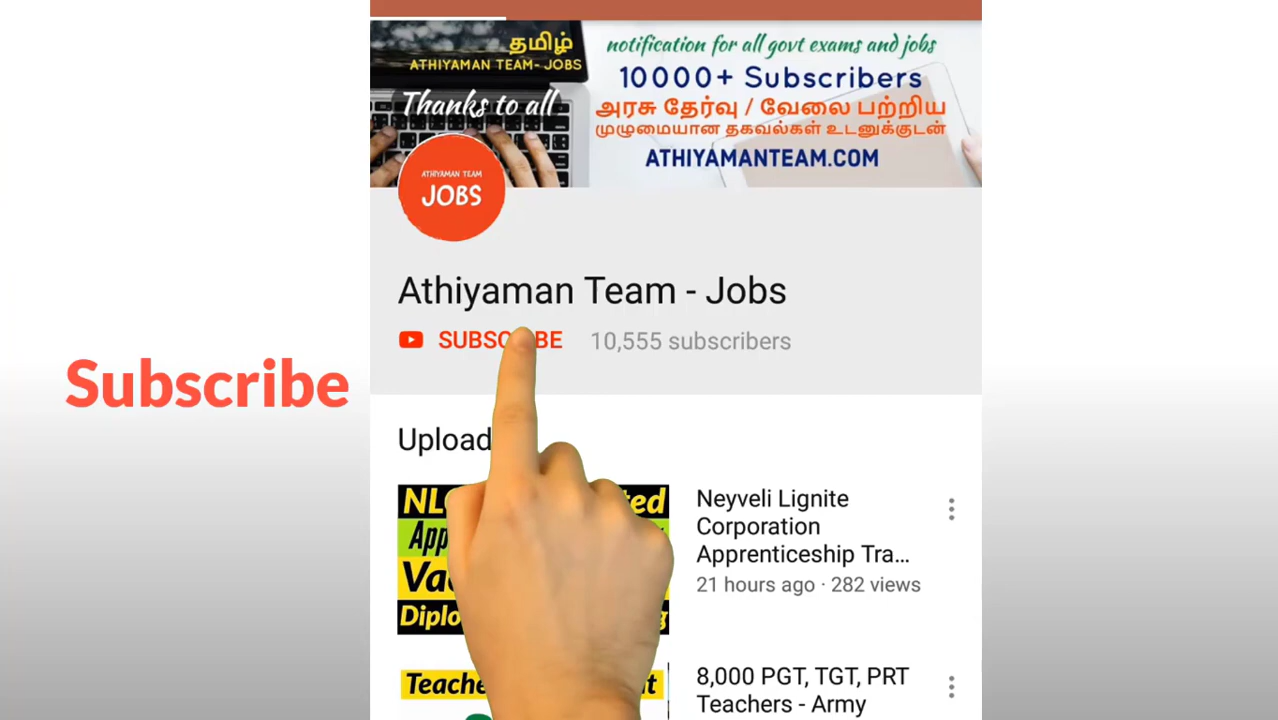 தமிழ்
ATHIYAMAN TEAM- JOBS
Thanks to all
notification for all govt exams and jobs
10000+ Subscribers
அரசு தேர்வு / வேலை பற்றிய
முழுமையான தகவல்கள் உடனுக்குடன்
ATHIYAMANTEAM.COM
ATHIYAMAN TEAM
JOBS
Athiyaman Team - Jobs
SUBSCRIBE 10,555 subscribers
Subscribe
Upload
Neyveli Lignite
Corporation
Apprenticeship Tra...
21 hours ago · 282 views
8,000 PGT, TGT, PRT
Teachers - Army